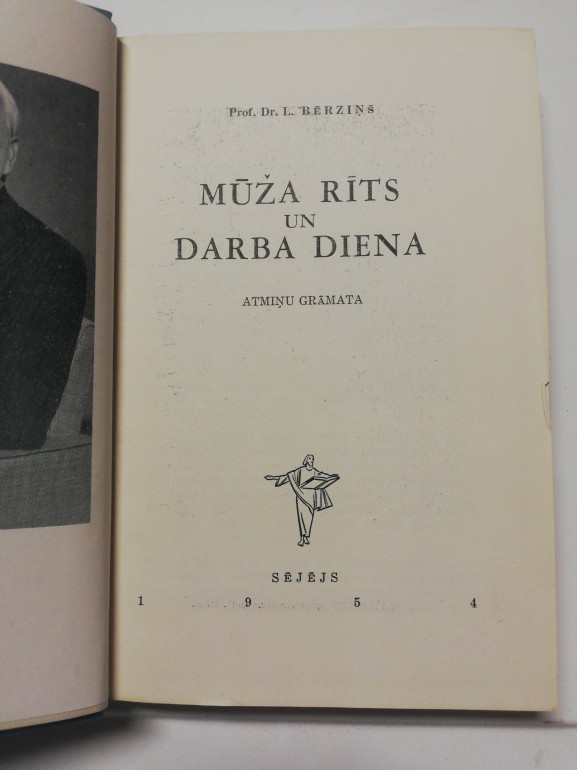 Prof. Dr. L. BĒRZIŅŠ
MŪŽA RĪTS
UN
DARBA DIENA
ATMIŅU GRĀMATA
SĒJĒJS
1 9 5 4